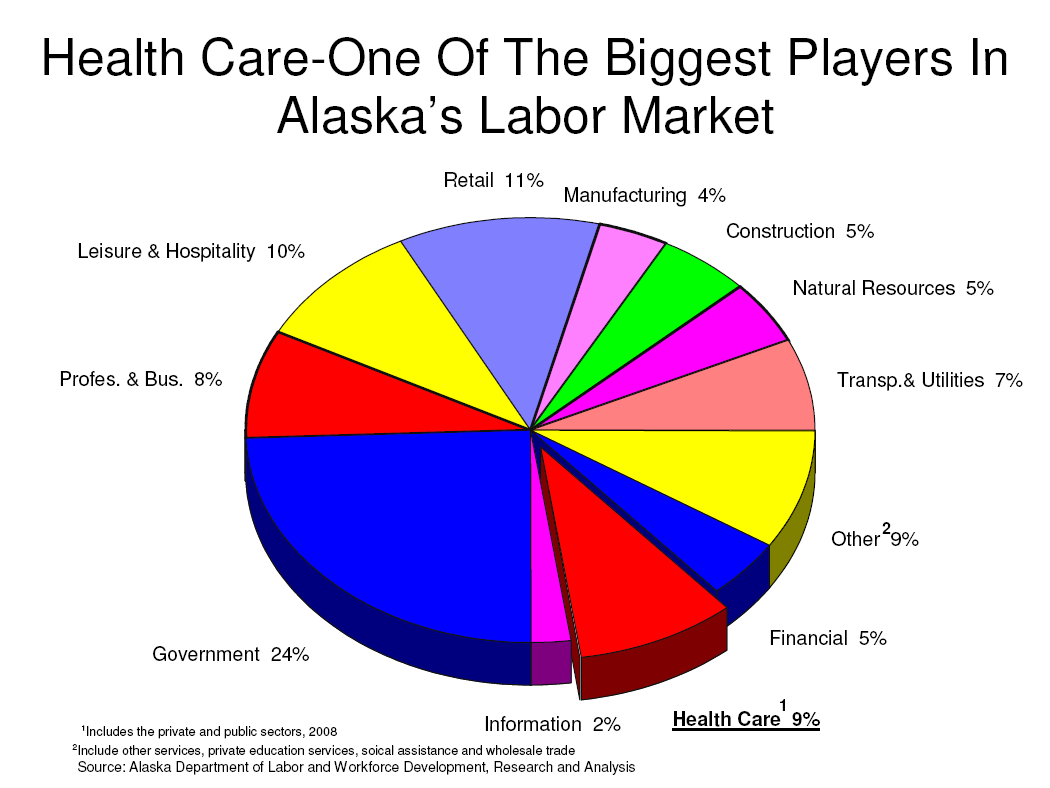 Health Care-One Of The Biggest Players In
Alaska's Labor Market
Retail 11%
Manufacturing 4%
Construction 5%
Leisure & Hospitality 10%
Natural Resources 5%
Profes. & Bus. 8%
Transp.& Utilities 7%
Other² 9%
Financial 5%
Government 24%
Health Care¹ 9%
Information 2%
¹Includes the private and public sectors, 2008
²Include other services, private education services, soical assistance and wholesale trade
Source: Alaska Department of Labor and Workforce Development, Research and Analysis